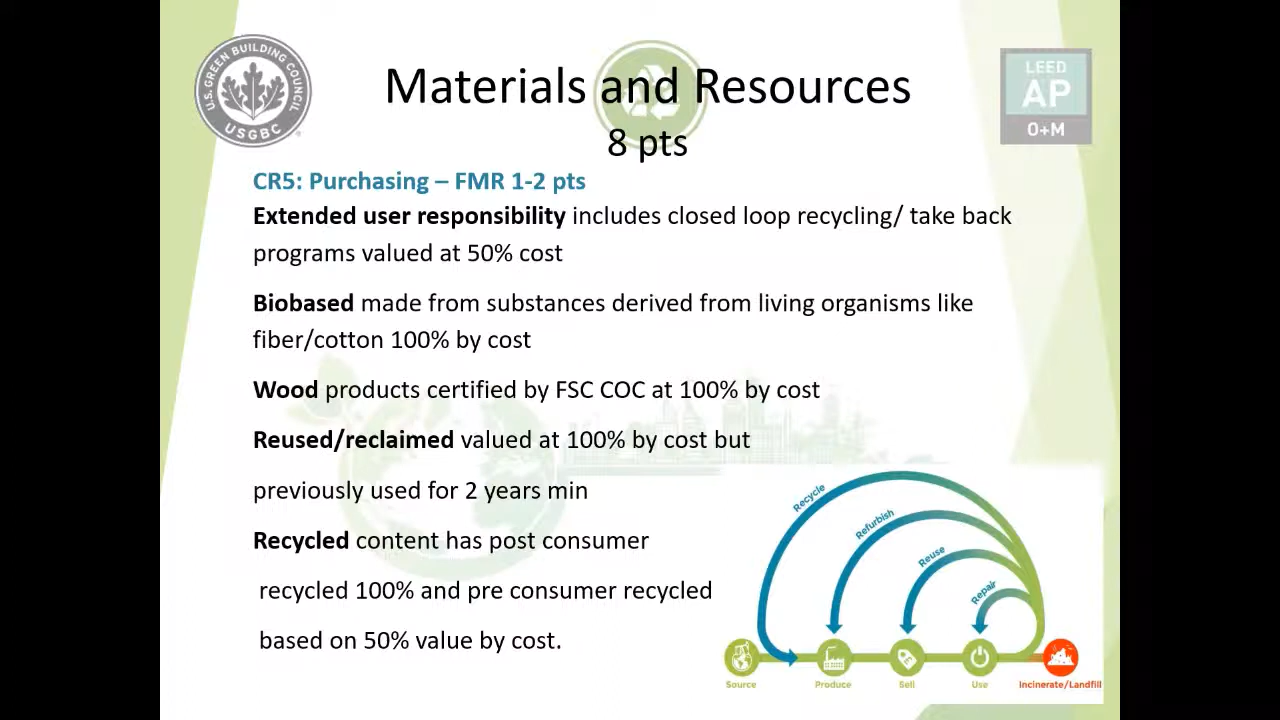 U.S. GREEN BUILDING COUNCIL
USGBC
Materials and Resources
8 pts
LEED
AP
O+M
CR5: Purchasing – FMR 1-2 pts
Extended user responsibility includes closed loop recycling/ take back
programs valued at 50% cost
Biobased made from substances derived from living organisms like
fiber/cotton 100% by cost
Wood products certified by FSC COC at 100% by cost
Reused/reclaimed valued at 100% by cost but
previously used for 2 years min
Recycled content has post consumer
recycled 100% and pre consumer recycled
based on 50% value by cost.
Recycle
Refurbish
Reuse
Repair
Source
Produce
Sell
Use
Incinerate/Landfill